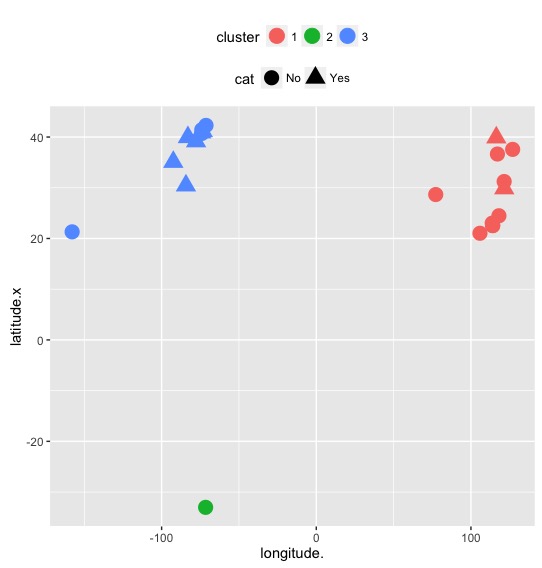 cluster 1 2 3
cat No Yes
40
20
0
-20
latitude.x
-100 0 100
longitude.